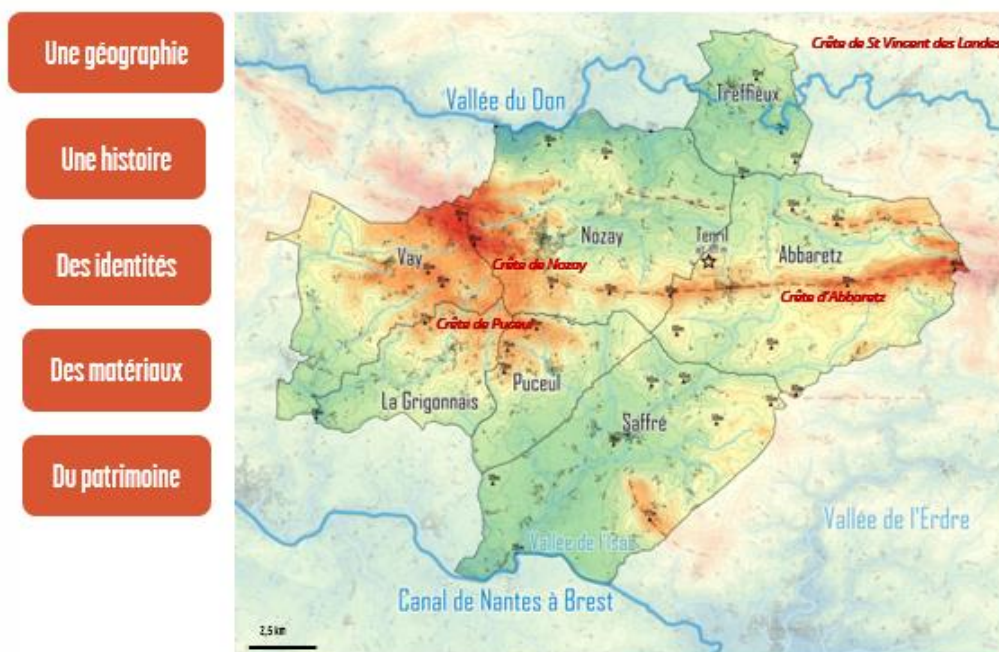 Une géographie
Une histoire
Des identités
Des matériaux
Du patrimoine
Crête de St Vincent des Landes
Treffieux
Vallée du Don
Nozay
Terril
Abbaretz
Vay
Crête de Nozay
Crête d'Abbaretz
Crête de Puceul
Puceul
La Grigonnais
Saffré
Vallée de l'Erdre
Vallée de l'Isac
Canal de Nantes à Brest
2,5 km